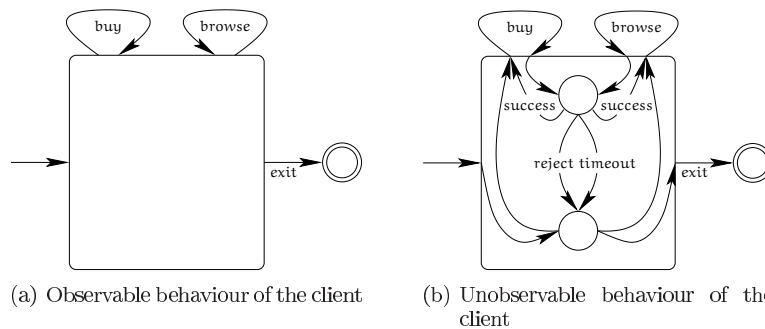 buy
browse
exit
(a) Observable behaviour of the client
buy
browse
success
success
reject timeout
exit
(b) Unobservable behaviour of the
client